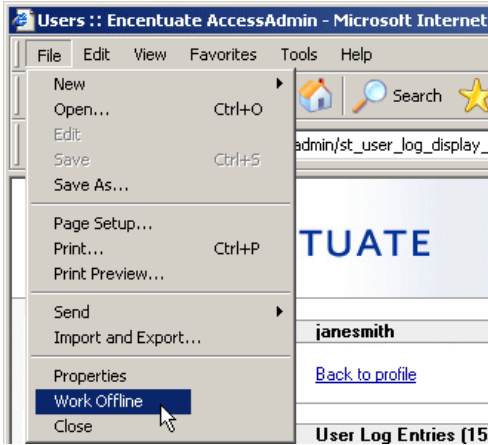 Users :: Encentuate AccessAdmin - Microsoft Internet
File Edit View Favorites Tools Help
New
Open... Ctrl+O
Edit
Save Ctrl+S
Save As...
Page Setup...
Print... Ctrl+P
Print Preview...
Send
Import and Export...
Properties
Work Offline
Close
Search
admin/st_user_log_display_
TUATE
janesmith
Back to profile
User Log Entries (15